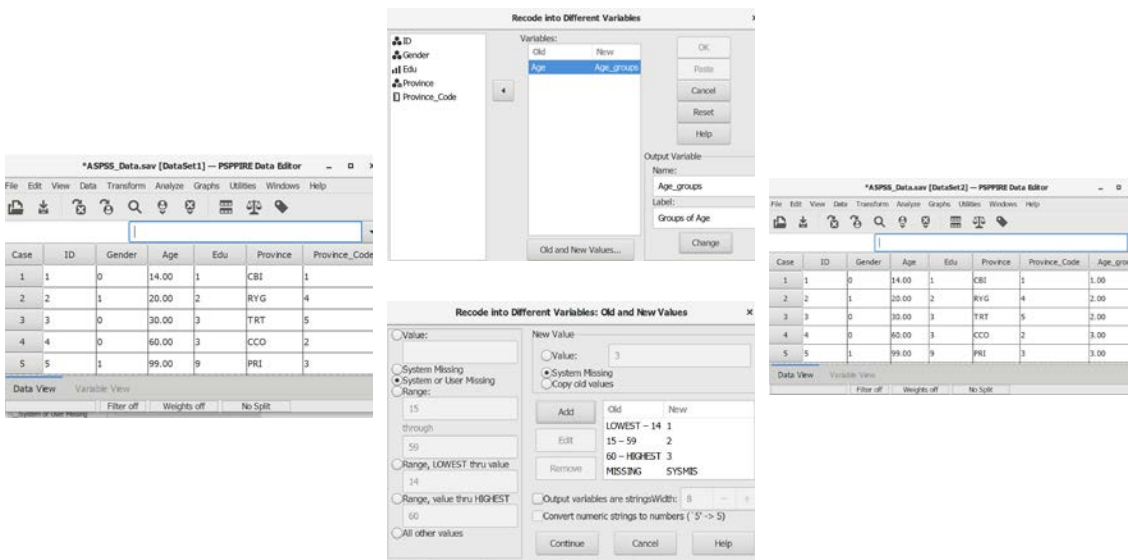 *ASPSS_Data.sav [DataSet1] — PSPPIRE Data Editor
File Edit View Data Transform Analyze Graphs Utilities Windows Help
Case ID Gender Age Edu Province Province_Code
1 1 0 14.00 1 CBI 1
2 2 1 20.00 2 RYG 4
3 3 0 30.00 3 TRT 5
4 4 0 60.00 3 CCO 2
5 5 1 99.00 9 PRI 3
Data View Variable View
Filter off Weights off No Split
System or User Missing
Recode into Different Variables
ID
Gender
Edu
Province
Province_Code
Variables:
Old New
Age Age_groups
OK
Paste
Cancel
Reset
Help
Output Variable
Name:
Age_groups
Label:
Groups of Age
Change
Old and New Values...
Recode into Different Variables: Old and New Values
Value:
System Missing
System or User Missing
Range:
15
through
59
Range, LOWEST thru value
14
Range, value thru HIGHEST
60
All other values
New Value
Value: 3
System Missing
Copy old values
Add
Edit
Remove
Old New
LOWEST – 14 1
15 – 59 2
60 – HIGHEST 3
MISSING SYSMIS
Output variables are strings Width: 8
Convert numeric strings to numbers (`5' -> 5)
Continue Cancel Help
*ASPSS_Data.sav [DataSet2] — PSPPIRE Data Editor
File Edit View Data Transform Analyze Graphs Utilities Windows Help
Case ID Gender Age Edu Province Province_Code Age_gro
1 1 0 14.00 1 CBI 1 1.00
2 2 1 20.00 2 RYG 4 2.00
3 3 0 30.00 3 TRT 5 2.00
4 4 0 60.00 3 CCO 2 3.00
5 5 1 99.00 9 PRI 3 3.00
Data View Variable View
Filter off Weights off No Split